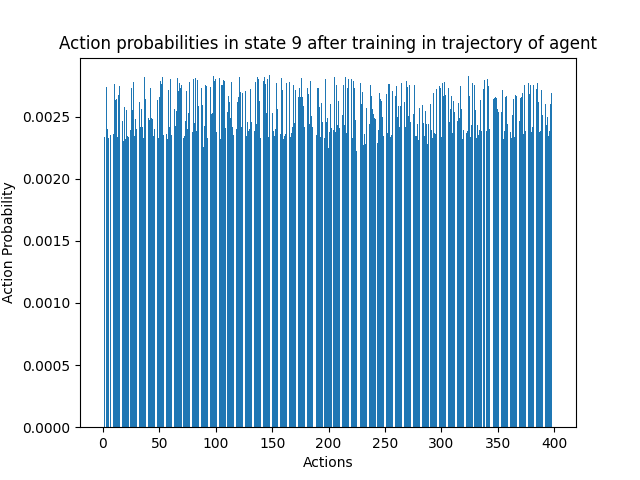 Action probabilities in state 9 after training in trajectory of agent
0.0025
0.0020
0.0015
0.0010
0.0005
0.0000
Action Probability
0 50 100 150 200 250 300 350 400
Actions